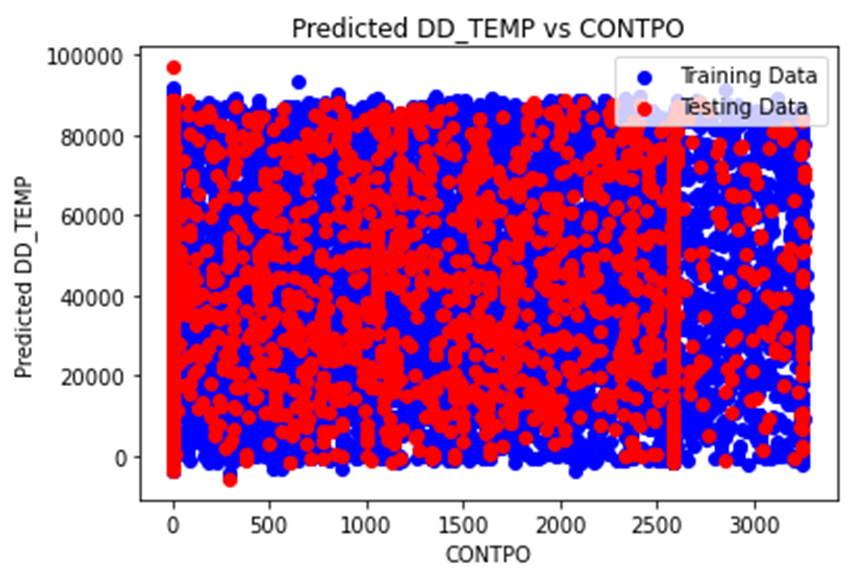 Predicted DD_TEMP vs CONTPO
Training Data
Testing Data
Predicted DD_TEMP
100000
80000
60000
40000
20000
0
0 500 1000 1500 2000 2500 3000
CONTPO